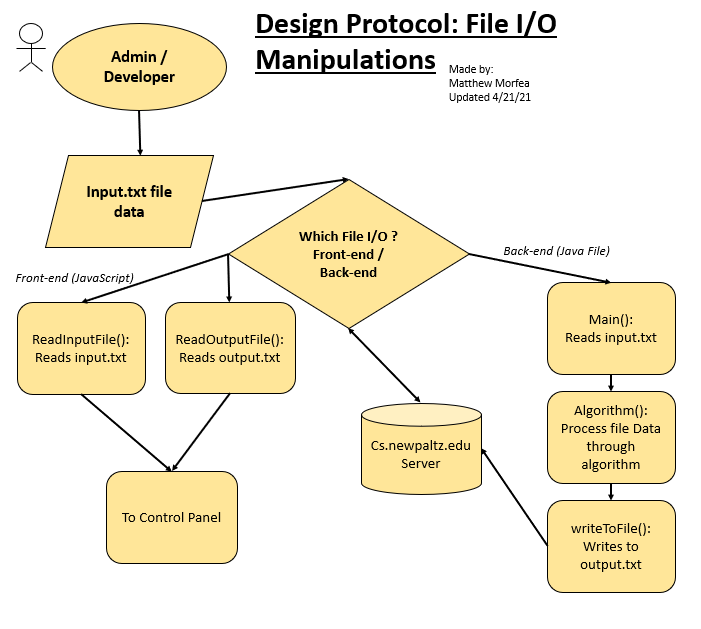 Design Protocol: File I/O
Manipulations
Made by:
Matthew Morfea
Updated 4/21/21
Admin /
Developer
Input.txt file
data
Which File I/O ?
Front-end /
Back-end
Back-end (Java File)
Front-end (JavaScript)
ReadInputFile():
Reads input.txt
ReadOutputFile():
Reads output.txt
Main():
Reads input.txt
Algorithm():
Process file Data
through
algorithm
Cs.newpaltz.edu
Server
To Control Panel
writeToFile():
Writes to
output.txt